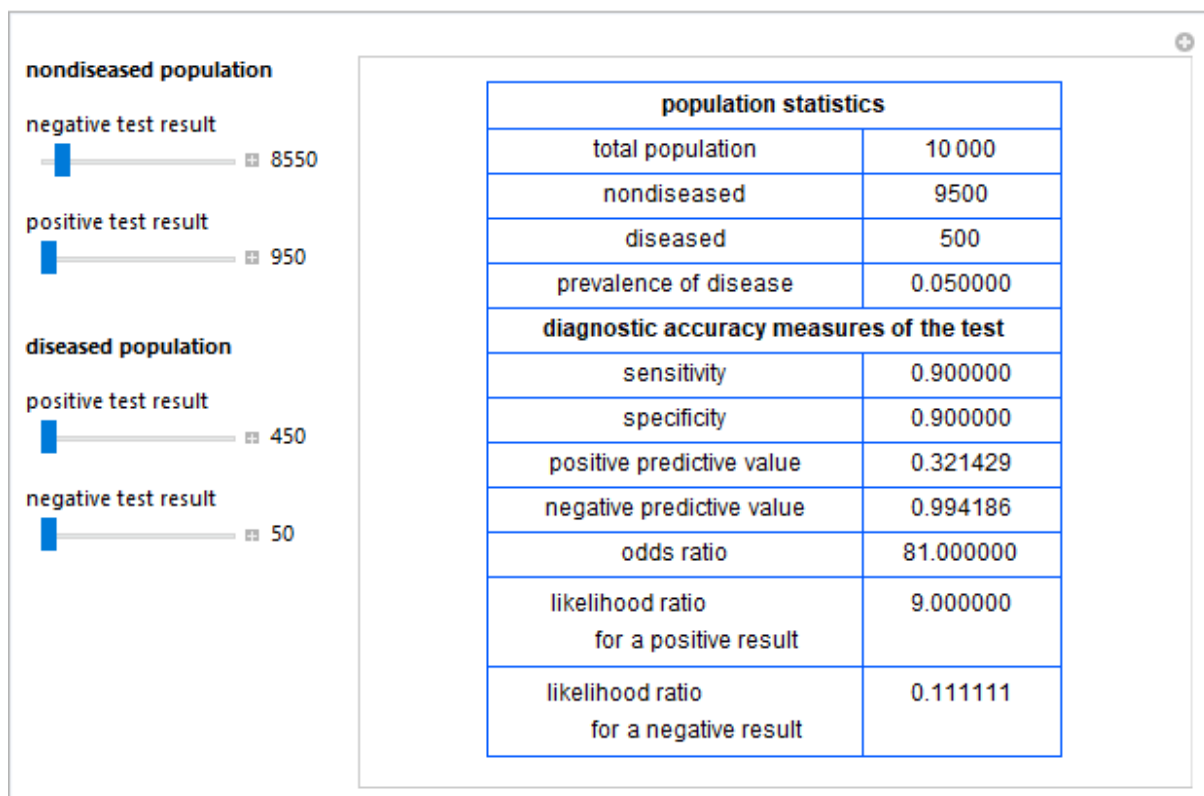 nondiseased population
negative test result
8550
positive test result
950
diseased population
positive test result
450
negative test result
50
population statistics
total population 10 000
nondiseased 9500
diseased 500
prevalence of disease 0.050000
diagnostic accuracy measures of the test
sensitivity 0.900000
specificity 0.900000
positive predictive value 0.321429
negative predictive value 0.994186
odds ratio 81.000000
likelihood ratio 9.000000
for a positive result
likelihood ratio 0.111111
for a negative result